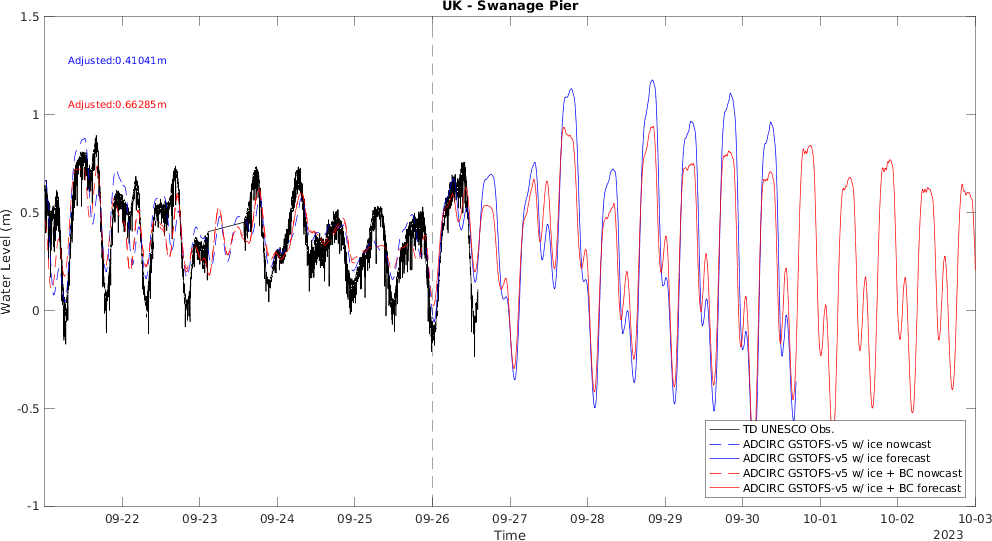 UK - Swanage Pier
1.5
Adjusted:0.41041m
Adjusted:0.66285m
1
0.5
0
-0.5
-1
Water Level (m)
TD UNESCO Obs.
ADCIRC GSTOFS-v5 w/ ice nowcast
ADCIRC GSTOFS-v5 w/ ice forecast
ADCIRC GSTOFS-v5 w/ ice + BC nowcast
ADCIRC GSTOFS-v5 w/ ice + BC forecast
09-22 09-23 09-24 09-25 09-26 09-27 09-28 09-29 09-30 10-01 10-02 10-03
Time
2023